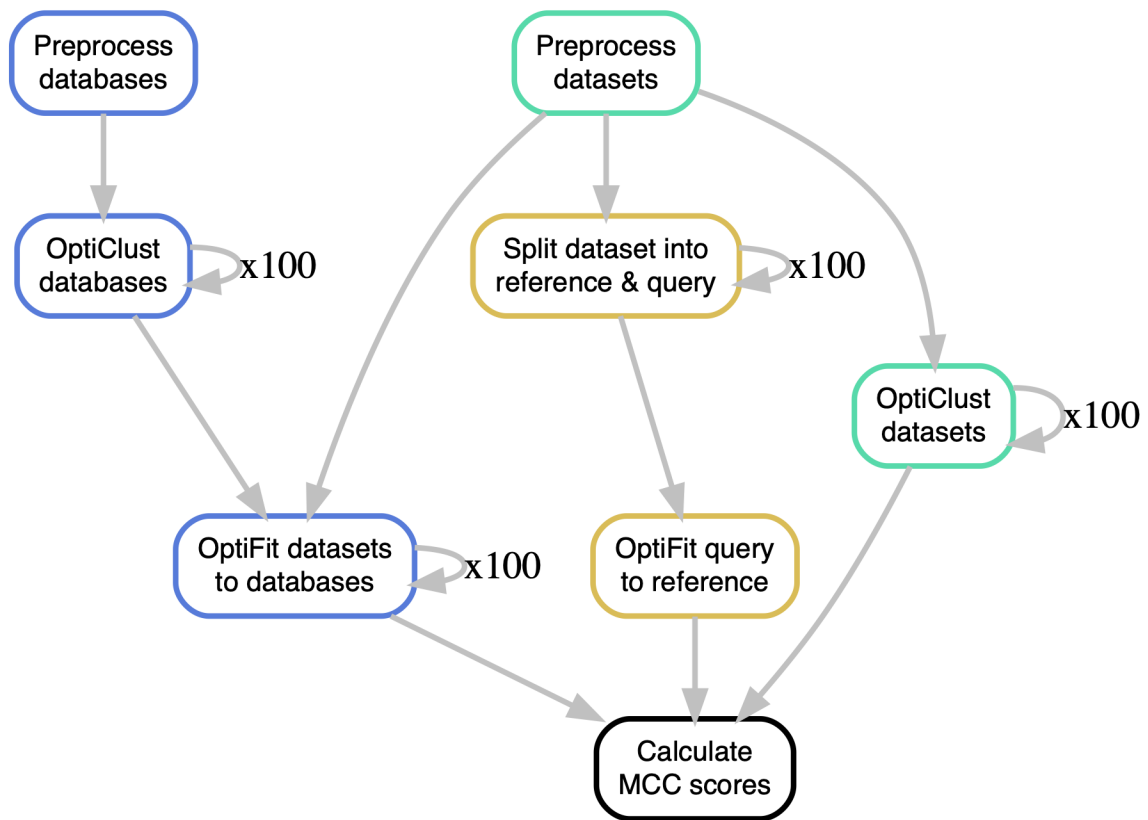 Preprocess
databases
Preprocess
datasets
OptiClust
databases
x100
Split dataset into
reference & query
x100
OptiClust
datasets
x100
OptiFit datasets
to databases
x100
OptiFit query
to reference
Calculate
MCC scores